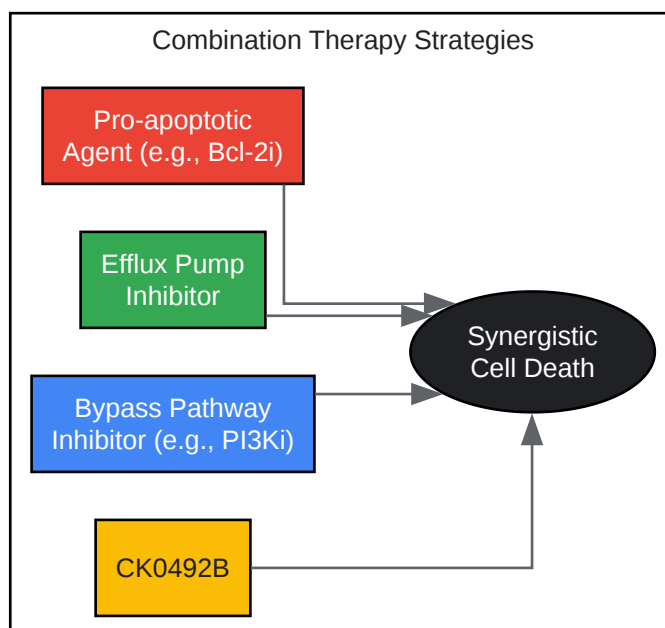 Combination Therapy Strategies
Pro-apoptotic
Agent (e.g., Bcl-2i)
Efflux Pump
Inhibitor
Synergistic
Cell Death
Bypass Pathway
Inhibitor (e.g., PI3Ki)
CK0492B